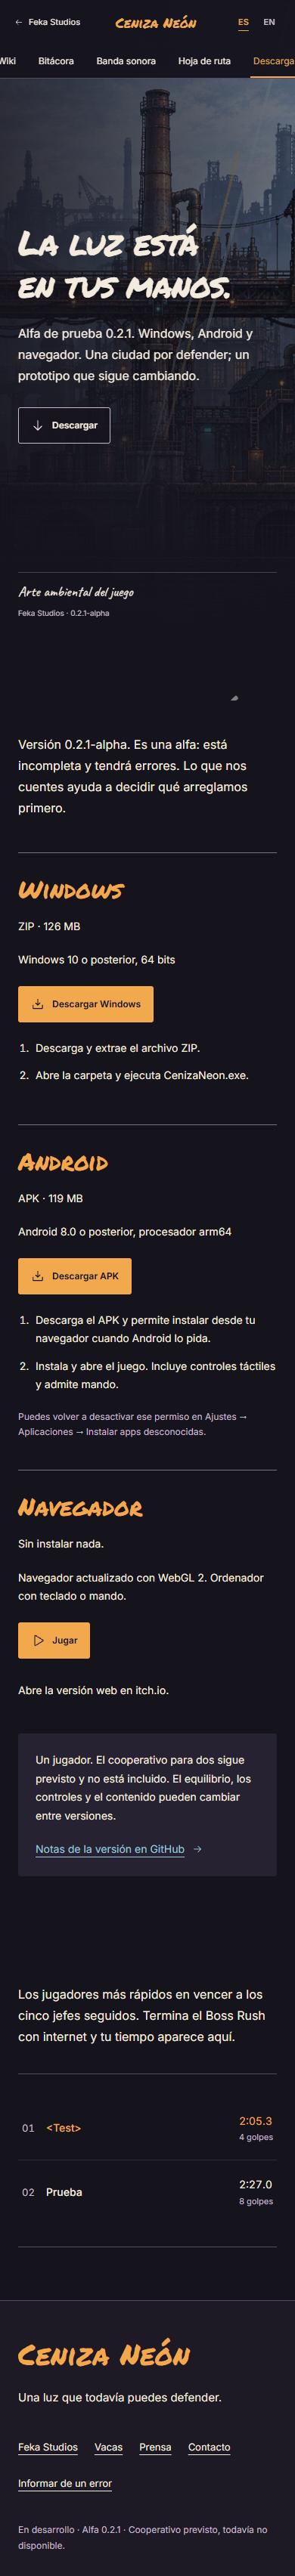 ← Feka Studios
CENIZA NEÓN
ES EN
Wiki Bitácora Banda sonora Hoja de ruta Descarga
LA LUZ ESTÁ
EN TUS MANOS.
Alfa de prueba 0.2.1. Windows, Android y
navegador. Una ciudad por defender; un
prototipo que sigue cambiando.
Descargar
Arte ambiental del juego
Feka Studios · 0.2.1-alpha
Versión 0.2.1-alpha. Es una alfa: está
incompleta y tendrá errores. Lo que nos
cuentes ayuda a decidir qué arreglamos
primero.
WINDOWS
ZIP · 126 MB
Windows 10 o posterior, 64 bits
Descargar Windows
1. Descarga y extrae el archivo ZIP.
2. Abre la carpeta y ejecuta CenizaNeon.exe.
ANDROID
APK · 119 MB
Android 8.0 o posterior, procesador arm64
Descargar APK
1. Descarga el APK y permite instalar desde tu
navegador cuando Android lo pida.
2. Instala y abre el juego. Incluye controles táctiles
y admite mando.
Puedes volver a desactivar ese permiso en Ajustes →
Aplicaciones → Instalar apps desconocidas.
NAVEGADOR
Sin instalar nada.
Navegador actualizado con WebGL 2. Ordenador
con teclado o mando.
Jugar
Abre la versión web en itch.io.
Un jugador. El cooperativo para dos sigue
previsto y no está incluido. El equilibrio, los
controles y el contenido pueden cambiar
entre versiones.
Notas de la versión en GitHub →
Los jugadores más rápidos en vencer a los
cinco jefes seguidos. Termina el Boss Rush
con internet y tu tiempo aparece aquí.
01 <Test> 2:05.3
4 golpes
02 Prueba 2:27.0
8 golpes
CENIZA NEÓN
Una luz que todavía puedes defender.
Feka Studios Vacas Prensa Contacto
Informar de un error
En desarrollo · Alfa 0.2.1 · Cooperativo previsto, todavía no
disponible.